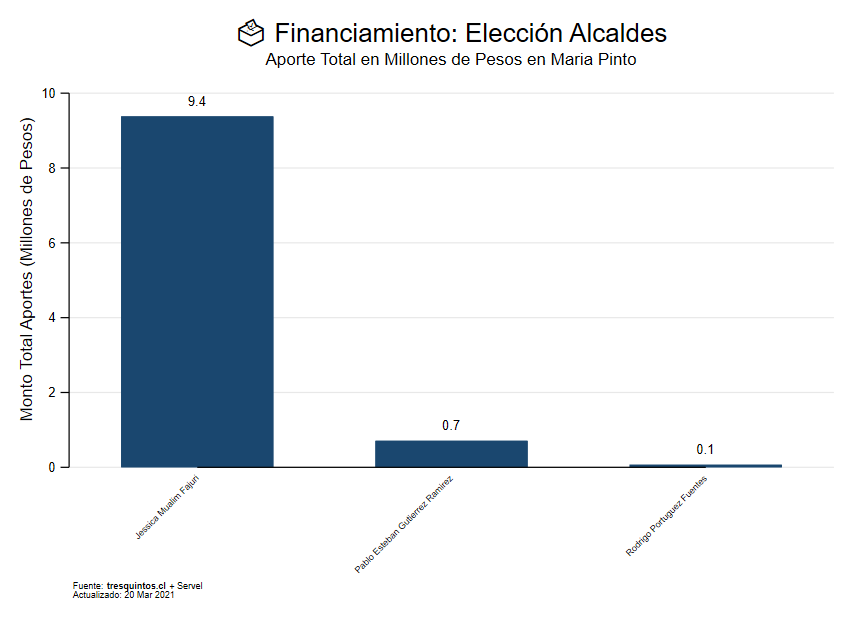 Financiamiento: Elección Alcaldes
Aporte Total en Millones de Pesos en Maria Pinto
Monto Total Aportes (Millones de Pesos)
10
8
6
4
2
0
9.4
0.7
0.1
Jessica Mualim Fajuri
Pablo Esteban Gutierrez Ramirez
Rodrigo Portuguez Fuentes
Fuente: tresquintos.cl + Servel
Actualizado: 20 Mar 2021